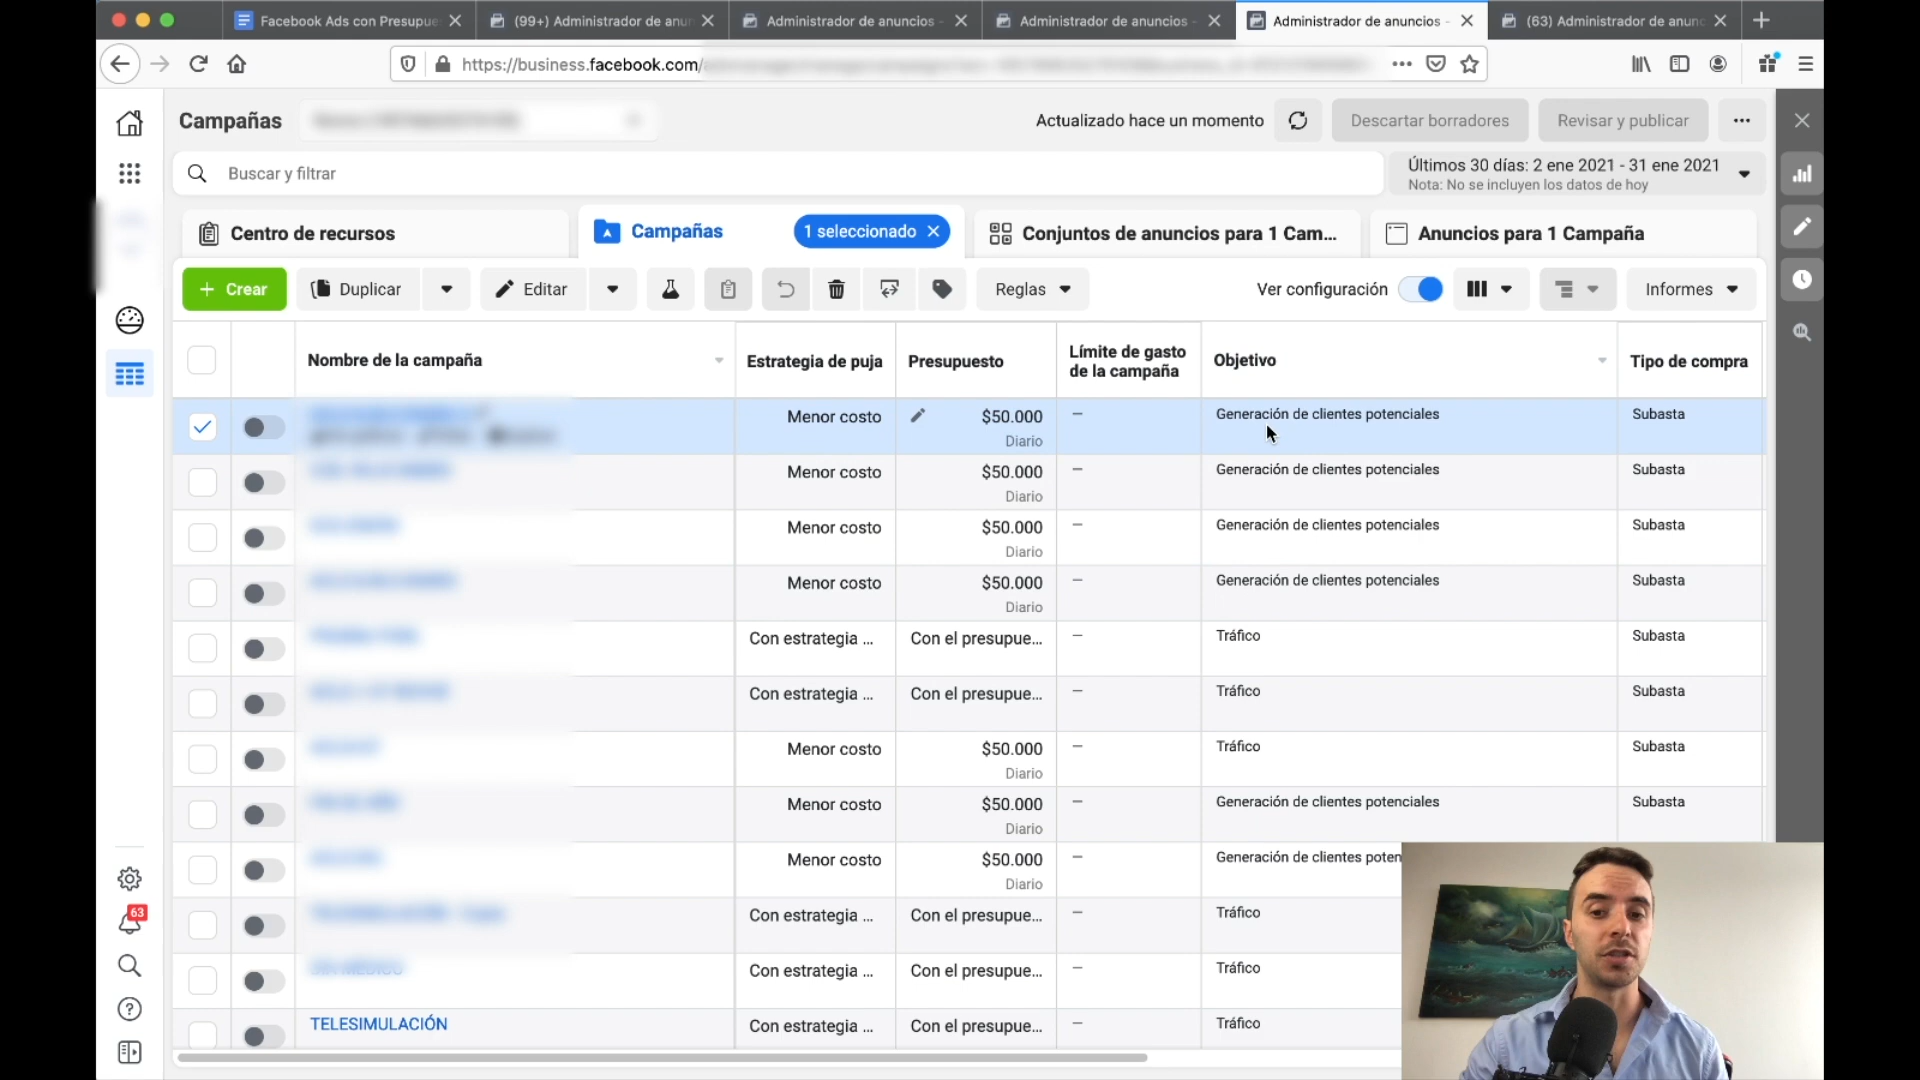 Facebook Ads con Presupue
(99+) Administrador de anun
Administrador de anuncios -
Administrador de anuncios -
Administrador de anuncios -
(63) Administrador de anunc
https://business.facebook.com/
Campañas
Actualizado hace un momento
Descartar borradores
Revisar y publicar
Buscar y filtrar
Últimos 30 días: 2 ene 2021 - 31 ene 2021
Nota: No se incluyen los datos de hoy
Centro de recursos
Campañas
1 seleccionado
Conjuntos de anuncios para 1 Cam...
Anuncios para 1 Campaña
+ Crear
Duplicar
Editar
Reglas
Ver configuración
Informes
Nombre de la campaña
Estrategia de puja
Presupuesto
Límite de gasto
de la campaña
Objetivo
Tipo de compra
Menor costo
$50.000
Diario
–
Generación de clientes potenciales
Subasta
Menor costo
$50.000
Diario
–
Generación de clientes potenciales
Subasta
Menor costo
$50.000
Diario
–
Generación de clientes potenciales
Subasta
Menor costo
$50.000
Diario
–
Generación de clientes potenciales
Subasta
Con estrategia ...
Con el presupue...
–
Tráfico
Subasta
Con estrategia ...
Con el presupue...
–
Tráfico
Subasta
Menor costo
$50.000
Diario
–
Tráfico
Subasta
Menor costo
$50.000
Diario
–
Generación de clientes potenciales
Subasta
Menor costo
$50.000
Diario
–
Generación de clientes poten
Con estrategia ...
Con el presupue...
–
Tráfico
Con estrategia ...
Con el presupue...
–
Tráfico
TELESIMULACIÓN
Con estrategia ...
Con el presupue...
–
Tráfico
63